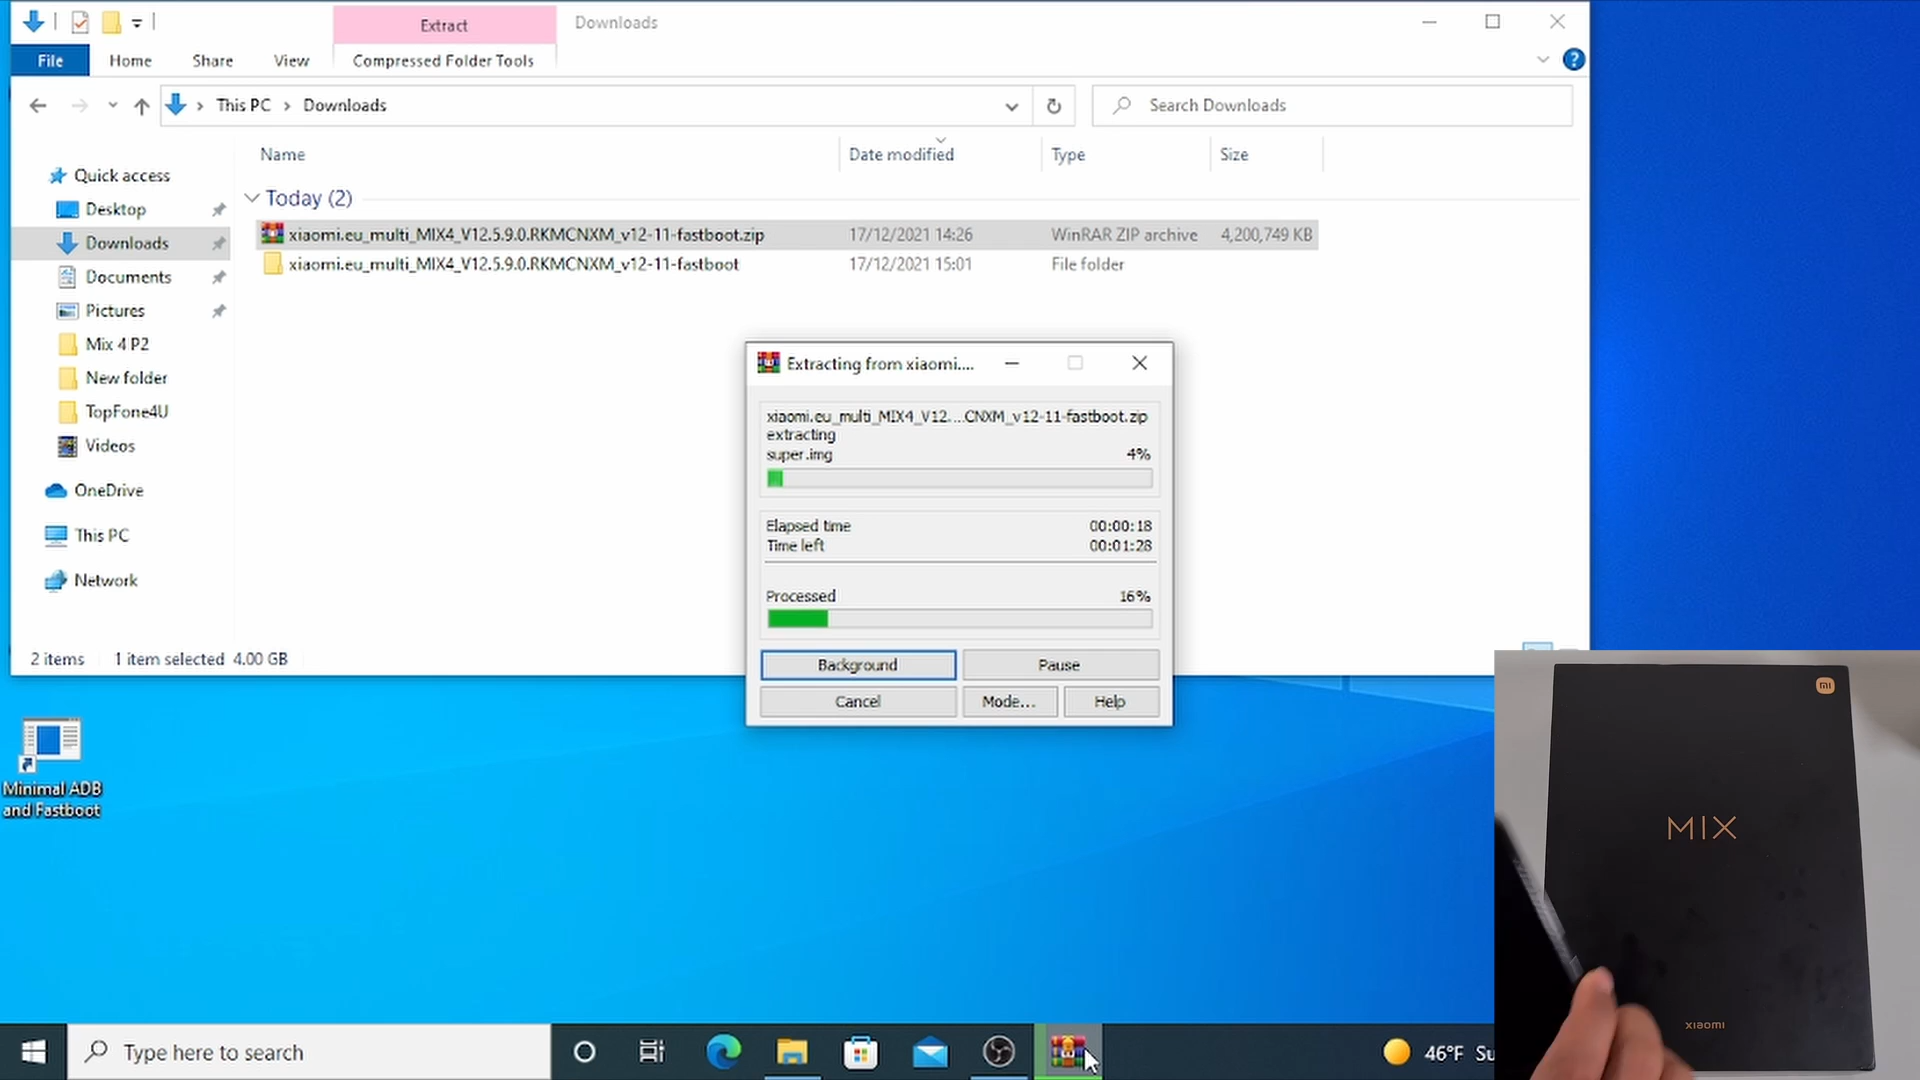 Extract
Downloads
File
Home
Share
View
Compressed Folder Tools
?
This PC
Downloads
Search Downloads
Name
Date modified
Type
Size
Quick access
Desktop
Downloads
Documents
Pictures
Mix 4 P2
New folder
TopFone4U
Videos
OneDrive
This PC
Network
Today (2)
xiaomi.eu_multi_MIX4_V12.5.9.0.RKMCNXM_v12-11-fastboot.zip
17/12/2021 14:26
WinRAR ZIP archive
4,200,749 KB
xiaomi.eu_multi_MIX4_V12.5.9.0.RKMCNXM_v12-11-fastboot
17/12/2021 15:01
File folder
Extracting from xiaomi....
xiaomi.eu_multi_MIX4_V12....CNXM_v12-11-fastboot.zip
extracting
super.img
4%
Elapsed time
00:00:18
Time left
00:01:28
Processed
16%
Background
Pause
Cancel
Mode...
Help
2 items
1 item selected 4.00 GB
Minimal ADB
and Fastboot
mi
MIX
xiaomi
Type here to search
46°F Su